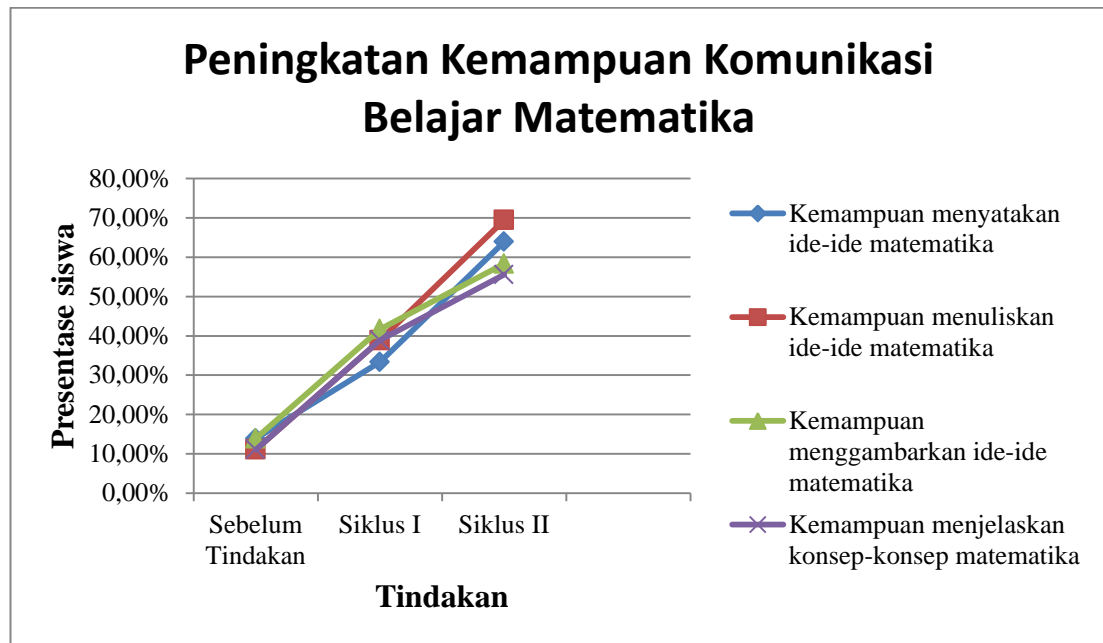 Peningkatan Kemampuan Komunikasi
Belajar Matematika
Presentase siswa
80,00%
70,00%
60,00%
50,00%
40,00%
30,00%
20,00%
10,00%
0,00%
Sebelum
Tindakan
Siklus I
Siklus II
Tindakan
Kemampuan menyatakan
ide-ide matematika
Kemampuan menuliskan
ide-ide matematika
Kemampuan
menggambarkan ide-ide
matematika
Kemampuan menjelaskan
konsep-konsep matematika